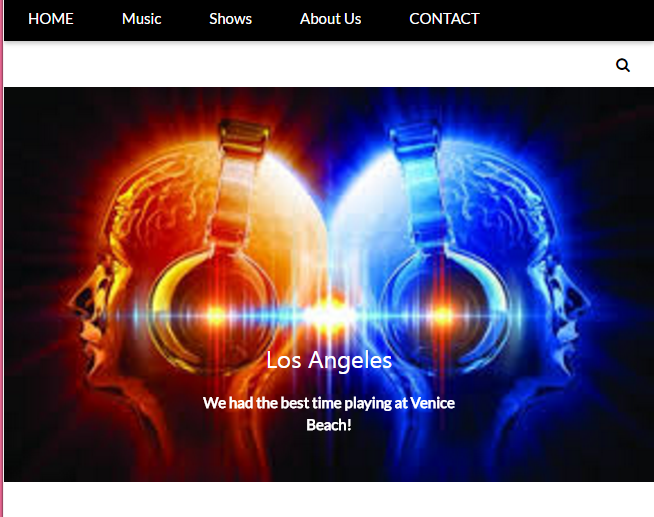 HOME Music Shows About Us CONTACT
Los Angeles
We had the best time playing at Venice
Beach!